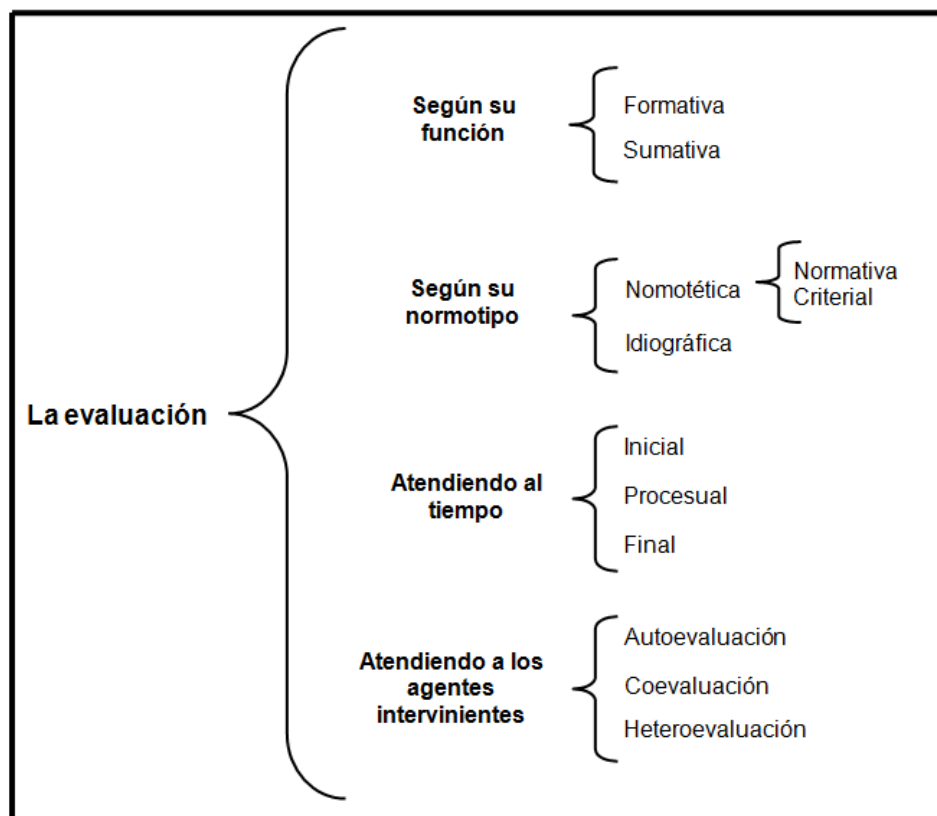 Según su
función
Formativa
Sumativa
Según su
normotipo
Nomotética
Normativa
Criterial
Idiográfica
La evaluación
Atendiendo al
tiempo
Inicial
Procesual
Final
Atendiendo a los
agentes
intervinientes
Autoevaluación
Coevaluación
Heteroevaluación